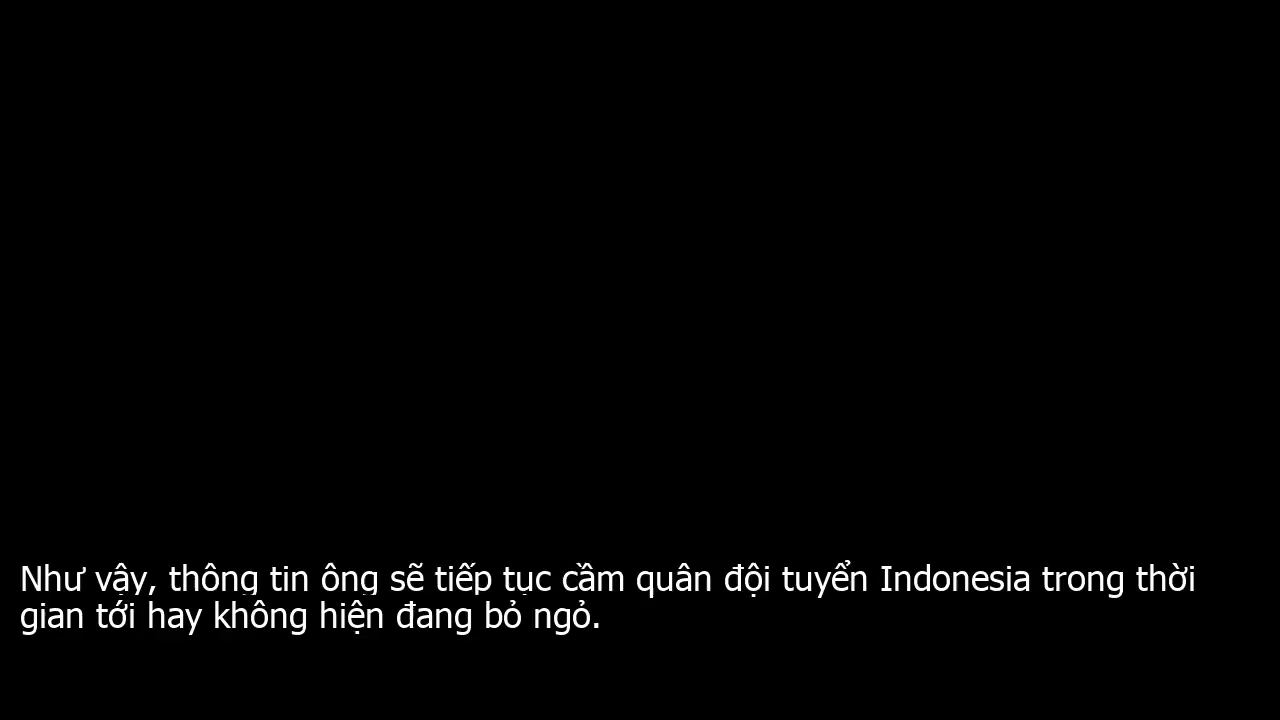 Như vậy, thông tin ông sẽ tiếp tục cầm quân đội tuyển Indonesia trong thời
gian tới hay không hiện đang bỏ ngỏ.